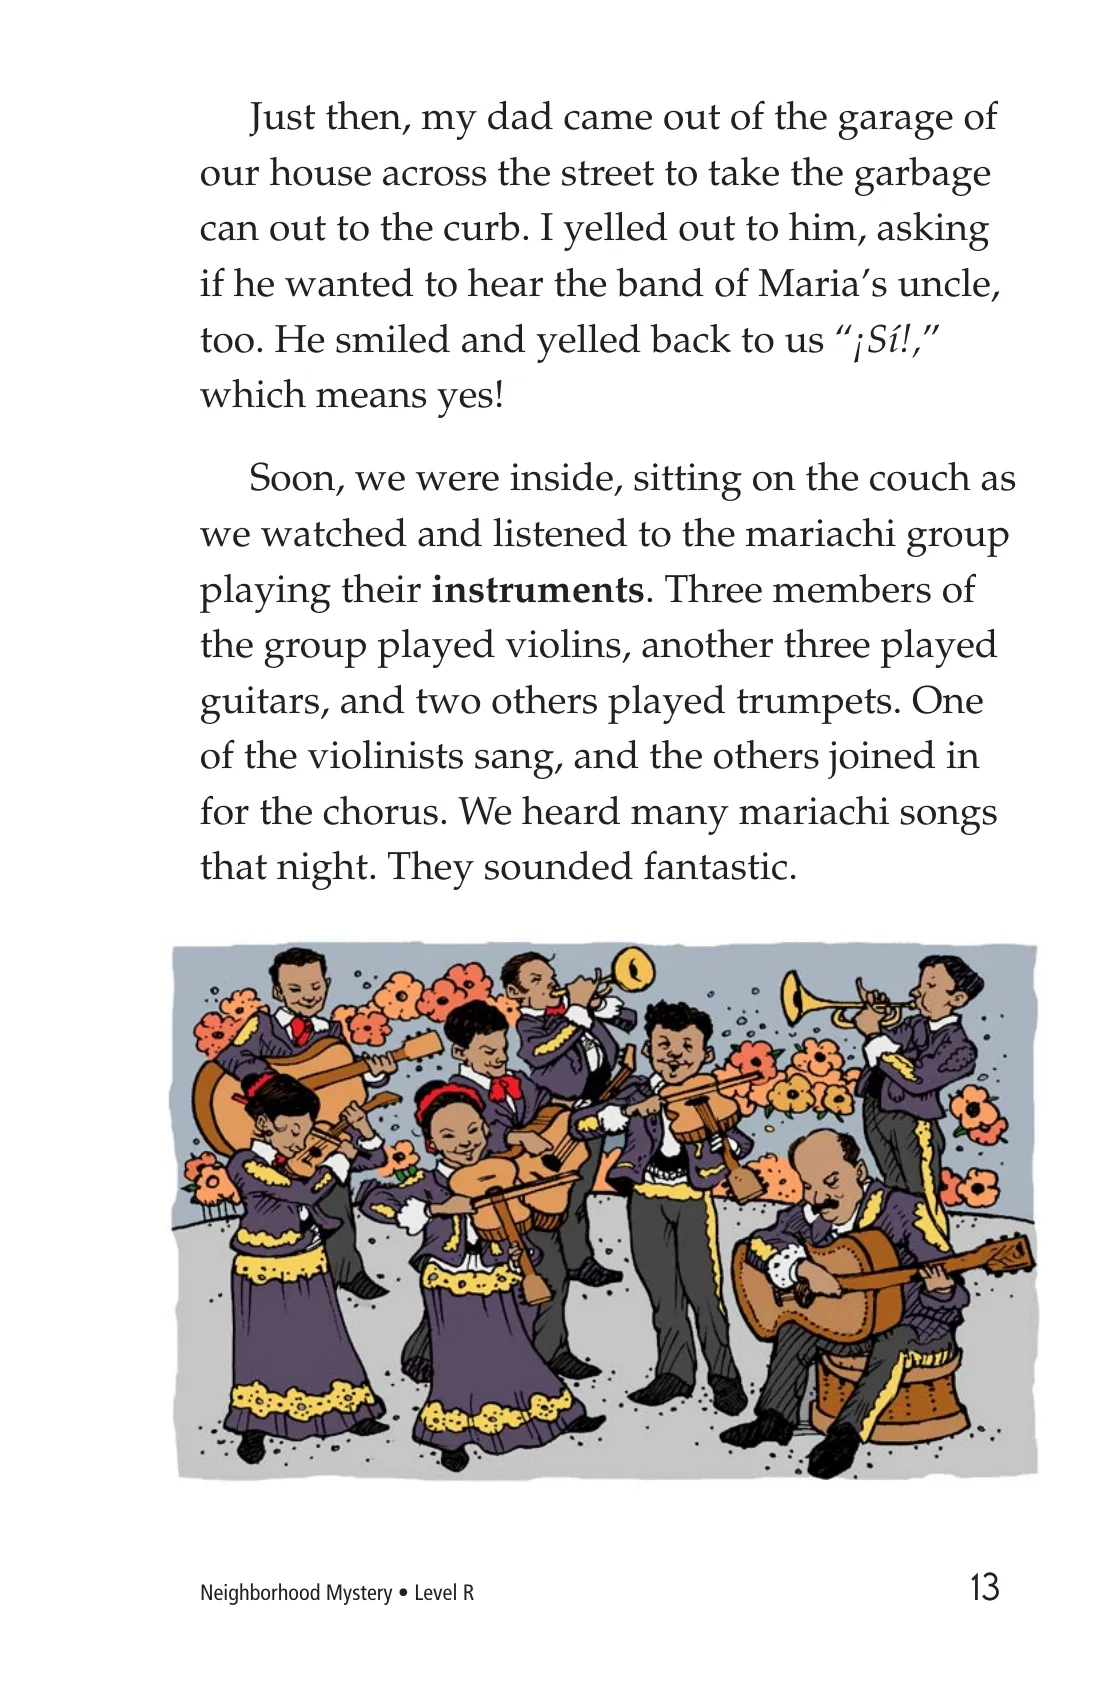 Just then, my dad came out of the garage of
our house across the street to take the garbage
can out to the curb. I yelled out to him, asking
if he wanted to hear the band of Maria’s uncle,
too. He smiled and yelled back to us “¡Sí!,”
which means yes!
Soon, we were inside, sitting on the couch as
we watched and listened to the mariachi group
playing their instruments. Three members of
the group played violins, another three played
guitars, and two others played trumpets. One
of the violinists sang, and the others joined in
for the chorus. We heard many mariachi songs
that night. They sounded fantastic.
Neighborhood Mystery • Level R
13